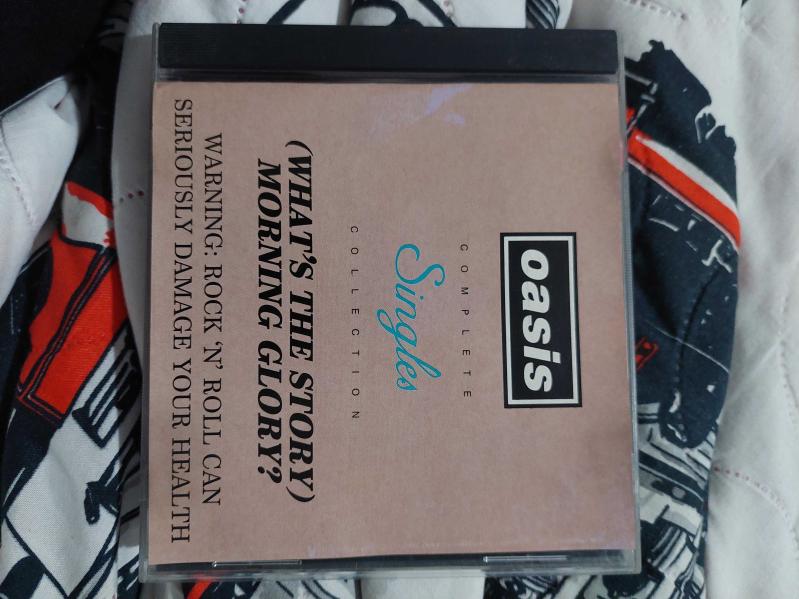 oasis
COMPLETE
Singles
COLLECTION
(WHAT'S THE STORY)
MORNING GLORY?
WARNING: ROCK 'N' ROLL CAN
SERIOUSLY DAMAGE YOUR HEALTH